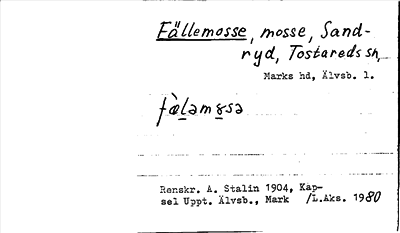 Fällemosse, mosse, Sand-
ryd, Tostareds sn,
Marks hd, Älvsb. l.
Renskr. A. Stalin 1904, Kap-
sel Uppt. Älvsb., Mark /L.Aks. 1980